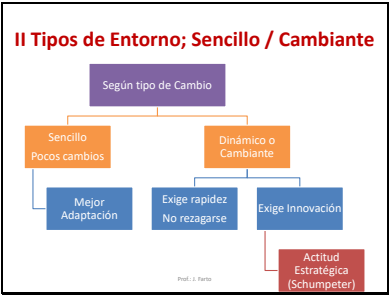 II Tipos de Entorno; Sencillo / Cambiante
Según tipo de Cambio
Sencillo
Pocos cambios
Dinámico o
Cambiante
Mejor
Adaptación
Exige rapidez
No rezagarse
Exige Innovación
Actitud
Estratégica
(Schumpeter)
Prof.: J. Farto